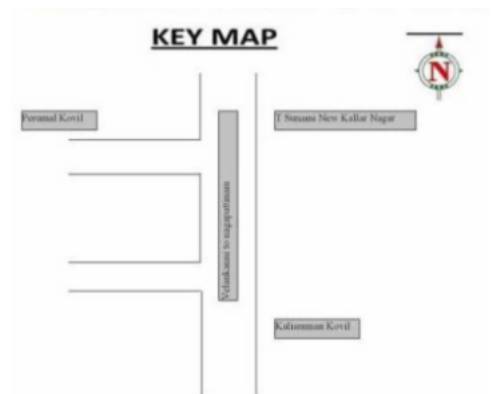 KEY MAP
N
Perumal Kovil
T Sunami New Kallar Nagar
Velankanni to nagapattinam
Kaliamman Kovil